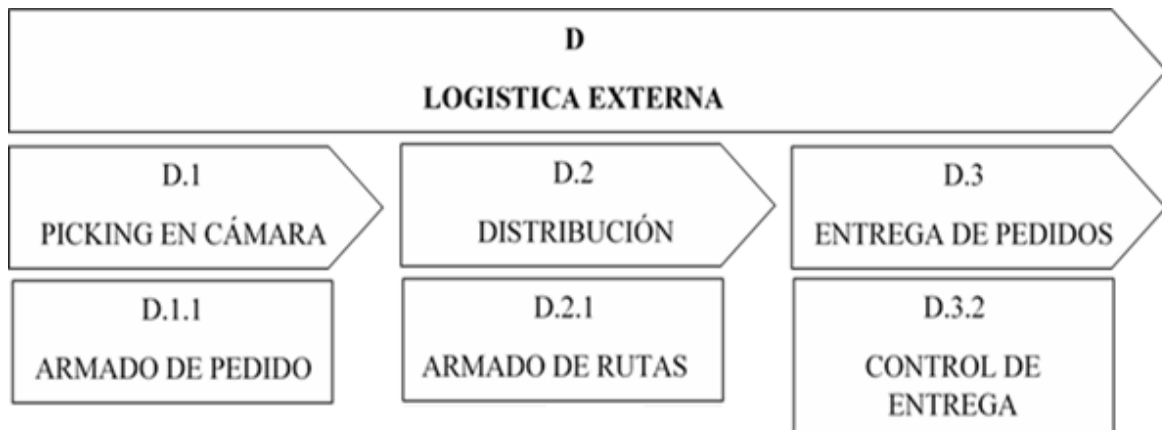 D
LOGISTICA EXTERNA
D.1
PICKING EN CÁMARA
D.2
DISTRIBUCIÓN
D.3
ENTREGA DE PEDIDOS
D.1.1
ARMADO DE PEDIDO
D.2.1
ARMADO DE RUTAS
D.3.2
CONTROL DE
ENTREGA